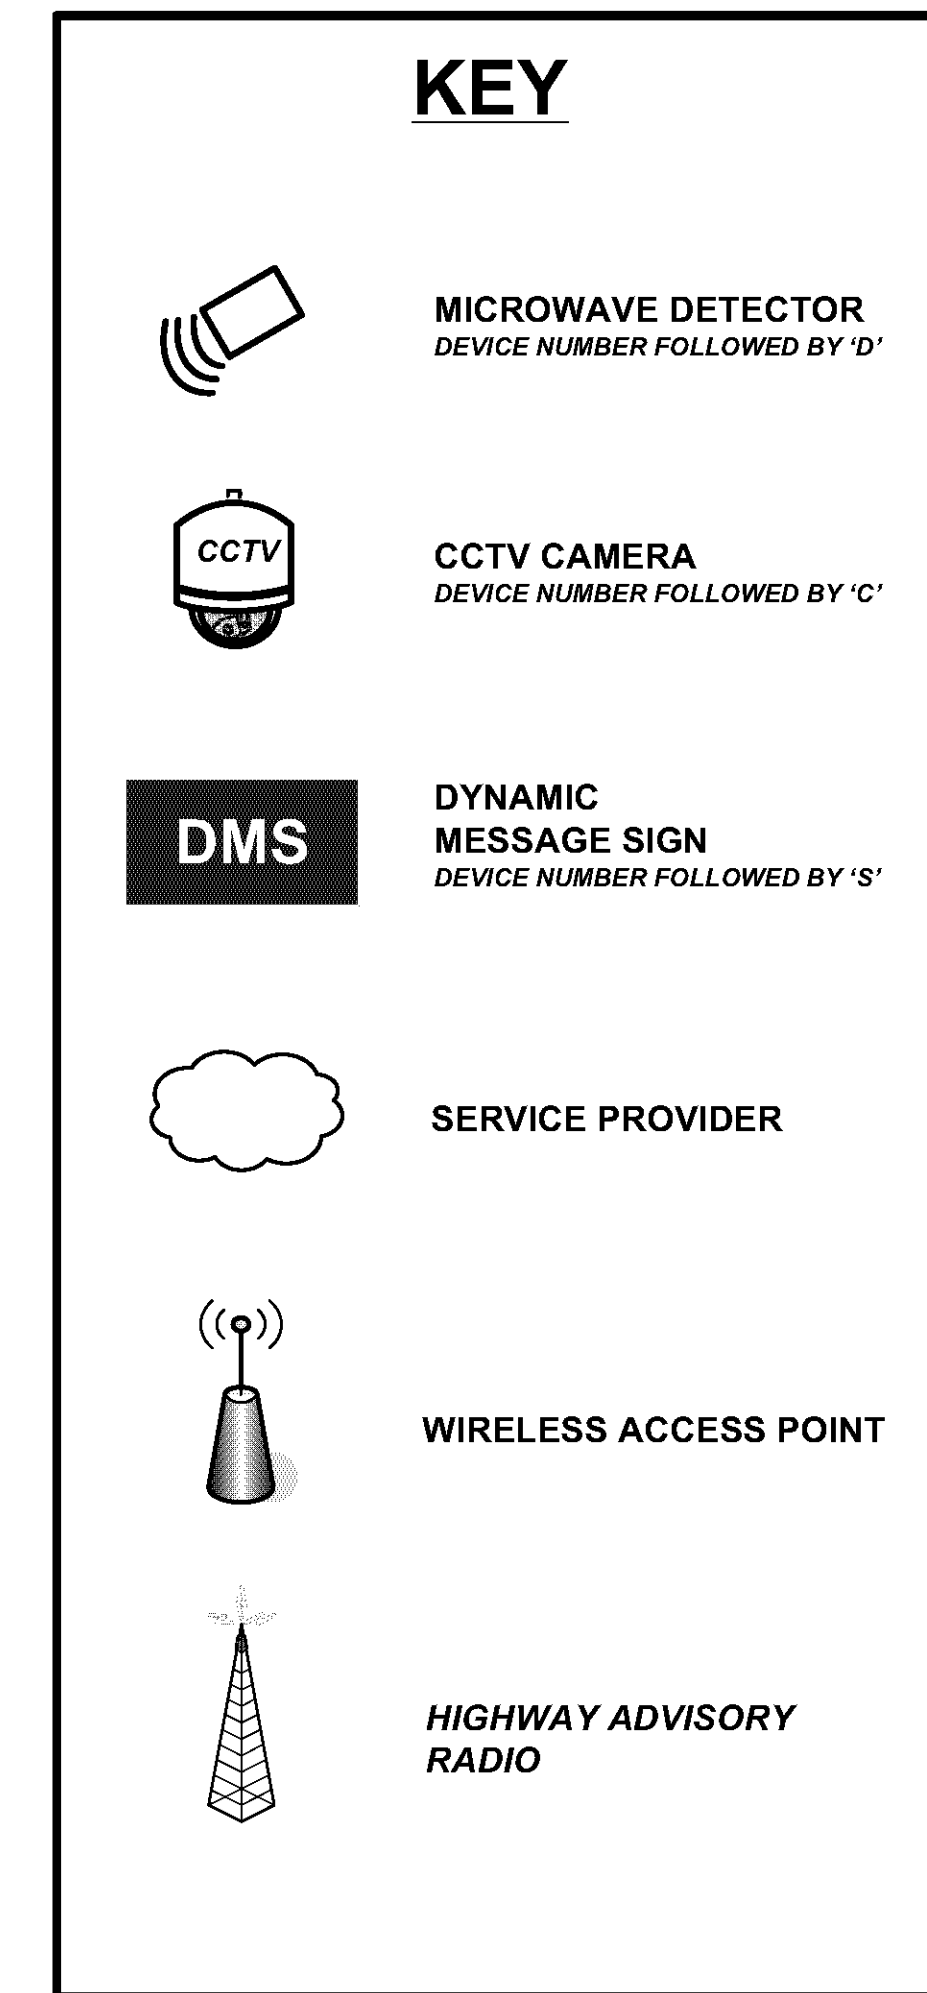 KEY
MICROWAVE DETECTOR
DEVICE NUMBER FOLLOWED BY ‘D’
CCTV
CCTV CAMERA
DEVICE NUMBER FOLLOWED BY ‘C’
DMS
DYNAMIC
MESSAGE SIGN
DEVICE NUMBER FOLLOWED BY ‘S’
SERVICE PROVIDER
WIRELESS ACCESS POINT
HIGHWAY ADVISORY
RADIO